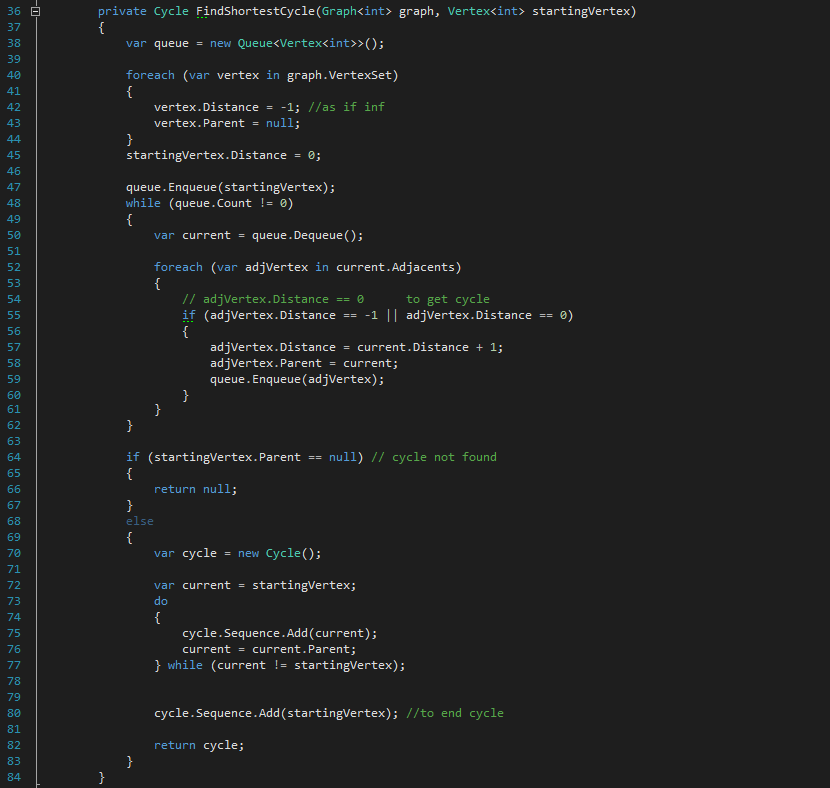 36 private Cycle FindShortestCycle(Graph<int> graph, Vertex<int> startingVertex)
37 {
38 var queue = new Queue<Vertex<int>>();
39
40 foreach (var vertex in graph.VertexSet)
41 {
42 vertex.Distance = -1; //as if inf
43 vertex.Parent = null;
44 }
45 startingVertex.Distance = 0;
46
47 queue.Enqueue(startingVertex);
48 while (queue.Count != 0)
49 {
50 var current = queue.Dequeue();
51
52 foreach (var adjVertex in current.Adjacents)
53 {
54 // adjVertex.Distance == 0      to get cycle
55 if (adjVertex.Distance == -1 || adjVertex.Distance == 0)
56 {
57 adjVertex.Distance = current.Distance + 1;
58 adjVertex.Parent = current;
59 queue.Enqueue(adjVertex);
60 }
61 }
62 }
63
64 if (startingVertex.Parent == null) // cycle not found
65 {
66 return null;
67 }
68 else
69 {
70 var cycle = new Cycle();
71
72 var current = startingVertex;
73 do
74 {
75 cycle.Sequence.Add(current);
76 current = current.Parent;
77 } while (current != startingVertex);
78
79
80 cycle.Sequence.Add(startingVertex); //to end cycle
81
82 return cycle;
83 }
84 }